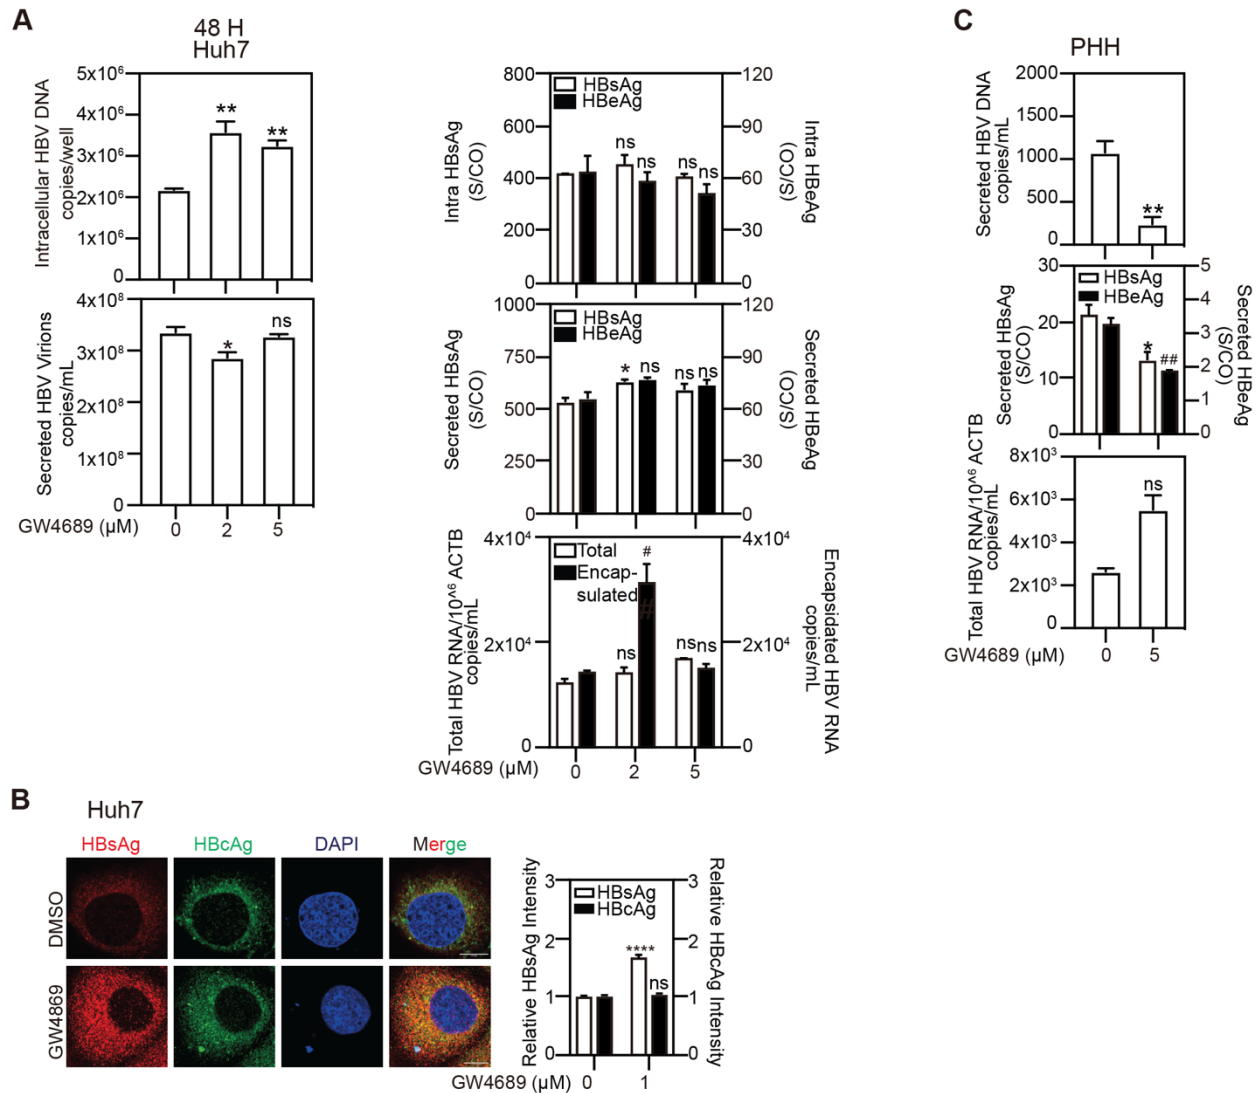 A
48 H
Huh7
Intracellular HBV DNA
copies/well
5x10⁶
4x10⁶
3x10⁶
2x10⁶
1x10⁶
0
**
**
Secreted HBV Virions
copies/mL
4x10⁸
3x10⁸
2x10⁸
1x10⁸
0
*
ns
GW4689 (µM)
0
2
5
Intra HBsAg
(S/CO)
800
600
400
200
0
HBsAg
HBeAg
ns
ns
ns
ns
120
90
60
30
0
Intra HBeAg
(S/CO)
Secreted HBsAg
(S/CO)
1000
750
500
250
0
HBsAg
HBeAg
*
ns
ns
ns
120
90
60
30
0
Secreted HBeAg
(S/CO)
Total HBV RNA/10^⁶ ACTB
copies/mL
4x10⁴
2x10⁴
0
Total
Encap-
sulated
#
#
ns
ns
ns
4x10⁴
2x10⁴
0
Encapsidated HBV RNA
copies/mL
GW4689 (µM)
0
2
5
C
PHH
Secreted HBV DNA
copies/mL
2000
1500
1000
500
0
**
Secreted HBsAg
(S/CO)
30
20
10
0
HBsAg
HBeAg
*
##
5
4
3
2
1
0
Secreted HBeAg
(S/CO)
Total HBV RNA/10^⁶ ACTB
copies/mL
8x10³
6x10³
4x10³
2x10³
0
ns
GW4689 (µM)
0
5
B
Huh7
HBsAg
HBcAg
DAPI
Merge
DMSO
GW4869
Relative HBsAg Intensity
3
2
1
0
HBsAg
HBcAg
****
ns
3
2
1
0
Relative HBcAg Intensity
GW4689 (µM)
0
1